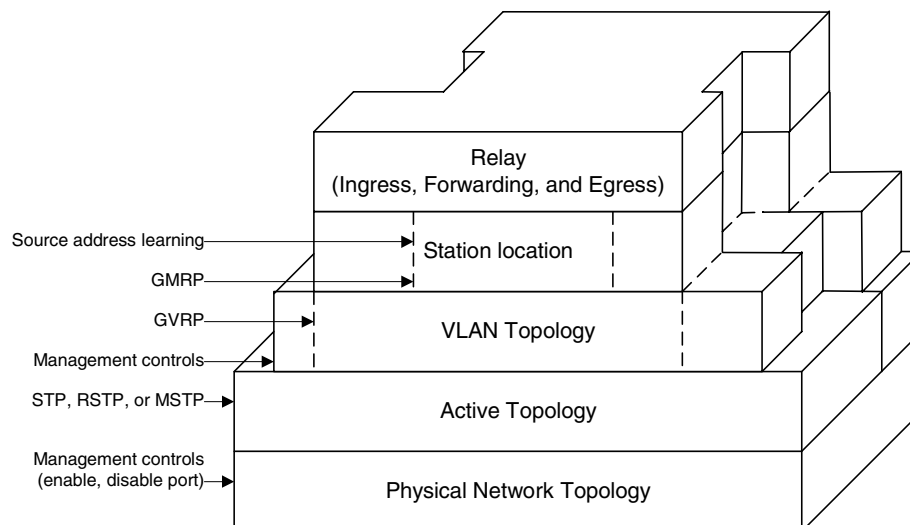 Relay
(Ingress, Forwarding, and Egress)
Source address learning
Station location
GMRP
GVRP
VLAN Topology
Management controls
STP, RSTP, or MSTP
Active Topology
Management controls
(enable, disable port)
Physical Network Topology